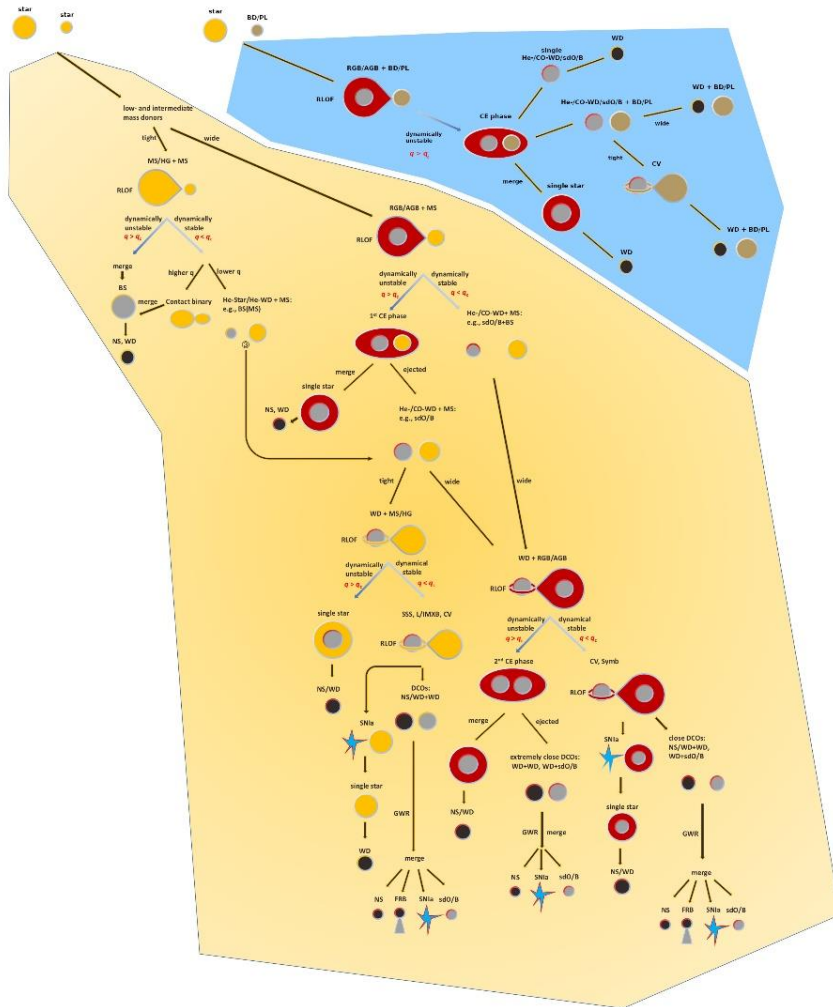 star
star
star
BD/PL
WD
single
He-/CO-WD/sdO/B
RGB/AGB + BD/PL
RLOF
CE phase
He-/CO-WD/sdO/B + BD/PL
WD + BD/PL
wide
dynamically
unstable
q > qc
tight
CV
merge
single star
WD + BD/PL
WD
low- and intermediate
mass donors
tight
wide
MS/HG + MS
RLOF
dynamically
unstable
q > qc
dynamically
stable
q < qc
merge
higher q
lower q
BS
merge
Contact binary
He-Star/He-WD + MS:
e.g., BS(MS)
NS, WD
RGB/AGB + MS
RLOF
dynamically
unstable
q > qc
dynamically
stable
q < qc
1st CE phase
He-/CO-WD+ MS:
e.g., sdO/B+BS
merge
ejected
single star
NS, WD
He-/CO-WD + MS:
e.g., sdO/B
tight
wide
wide
WD + MS/HG
RLOF
dynamically
unstable
q > qc
dynamical
stable
q < qc
WD + RGB/AGB
RLOF
dynamically
unstable
q > qc
dynamical
stable
q < qc
single star
NS/WD
SSS, L/IMXB, CV
RLOF
DCOs:
NS/WD+WD
SNIa
single star
WD
GWR
merge
NS
FRB
SNIa
sdO/B
2nd CE phase
merge
ejected
NS/WD
extremely close DCOs:
WD+WD, WD+sdO/B
GWR
merge
NS
SNIa
sdO/B
CV, Symb
RLOF
SNIa
close DCOs:
NS/WD+WD,
WD+sdO/B
single star
NS/WD
GWR
merge
NS
FRB
SNIa
sdO/B